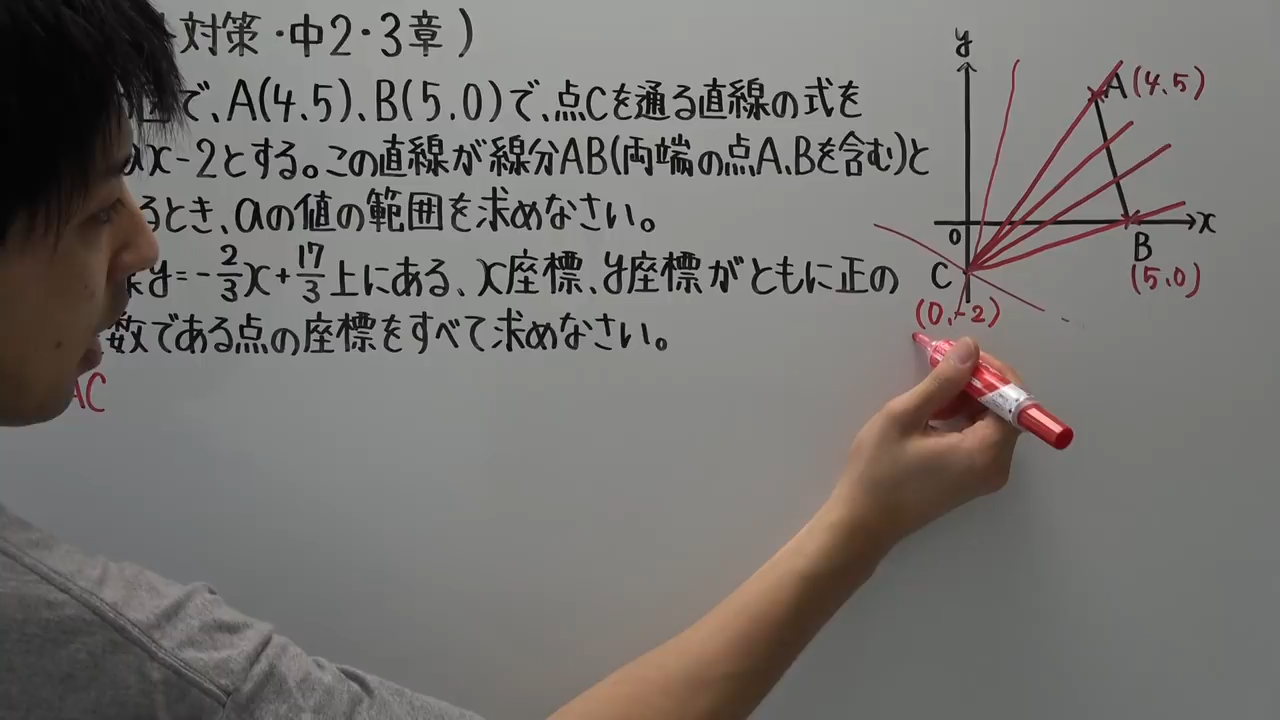 対策・中2・3章)
で、A(4.5)、B(5.0)で、点Cを通る直線の式を
ax-2とする。この直線が線分AB(両端の点A、Bを含む)と
るとき、aの値の範囲を求めなさい。
y=-2/3x+17/3上にある、x座標、y座標がともに正の
数である点の座標をすべて求めなさい。
AC
y
A(4.5)
x
O
B
(5.0)
C
(0.-2)